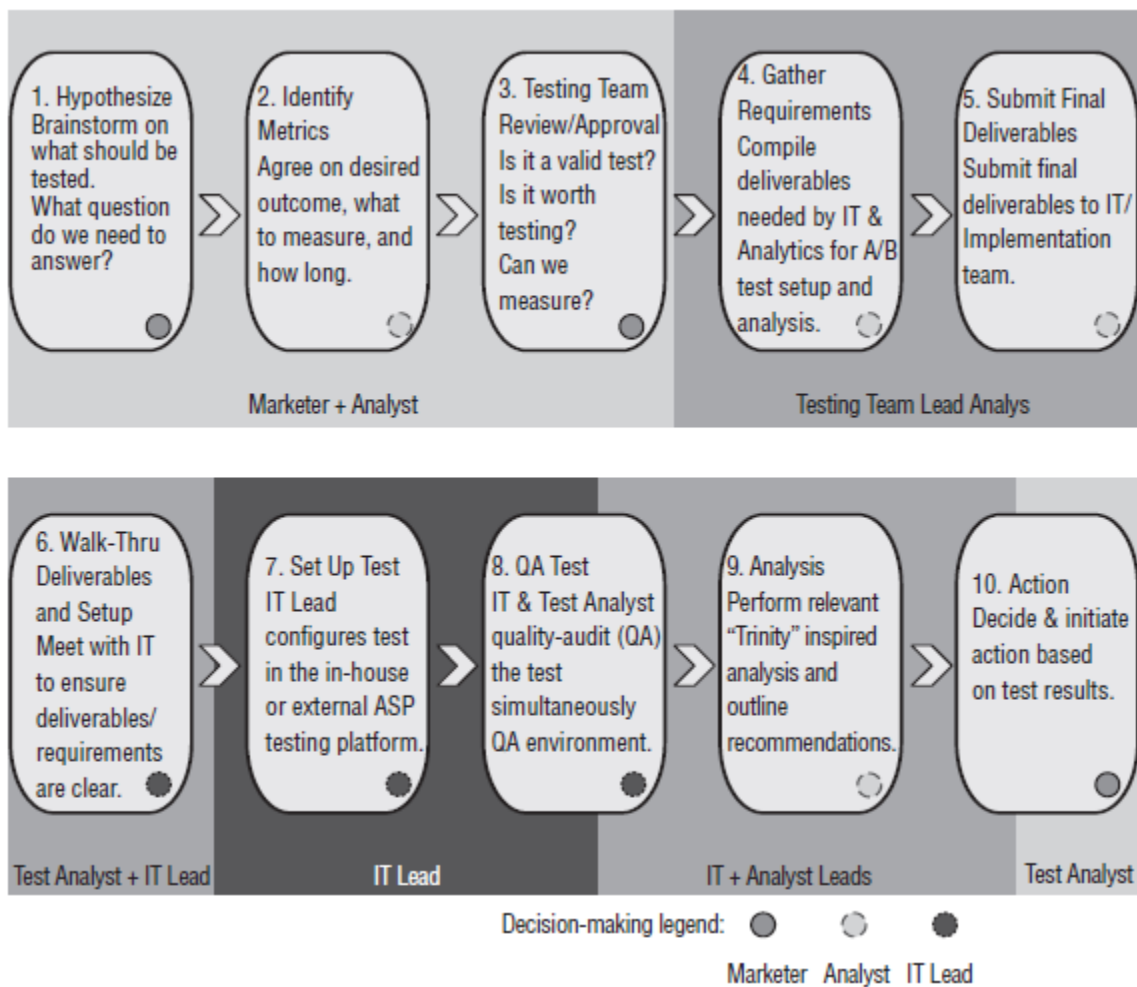 1. Hypothesize
Brainstorm on
what should be
tested.
What question
do we need to
answer?
2. Identify
Metrics
Agree on desired
outcome, what
to measure, and
how long.
3. Testing Team
Review/Approval
Is it a valid test?
Is it worth
testing?
Can we
measure?
4. Gather
Requirements
Compile
deliverables
needed by IT &
Analytics for A/B
test setup and
analysis.
5. Submit Final
Deliverables
Submit final
deliverables to IT/
Implementation
team.
Marketer + Analyst
Testing Team Lead Analys
6. Walk-Thru
Deliverables
and Setup
Meet with IT
to ensure
deliverables/
requirements
are clear.
7. Set Up Test
IT Lead
configures test
in the in-house
or external ASP
testing platform.
8. QA Test
IT & Test Analyst
quality-audit (QA)
the test
simultaneously
QA environment.
9. Analysis
Perform relevant
“Trinity” inspired
analysis and
outline
recommendations.
10. Action
Decide & initiate
action based
on test results.
Test Analyst + IT Lead
IT Lead
IT + Analyst Leads
Test Analyst
Decision-making legend:
Marketer Analyst IT Lead